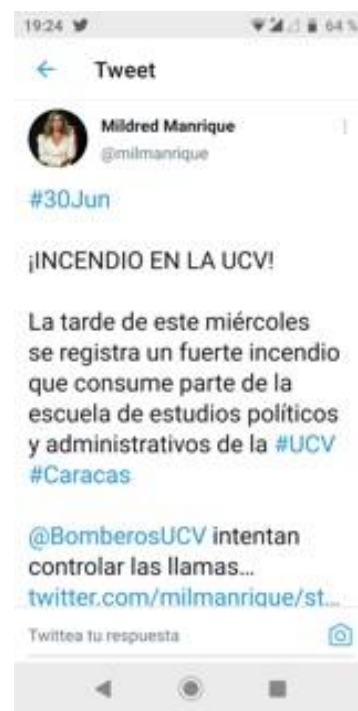 19:24
64 %
Tweet
Mildred Manrique
@milmanrique
#30Jun
¡INCENDIO EN LA UCV!
La tarde de este miércoles
se registra un fuerte incendio
que consume parte de la
escuela de estudios políticos
y administrativos de la #UCV
#Caracas
@BomberosUCV intentan
controlar las llamas...
twitter.com/milmanrique/st...
Twittea tu respuesta